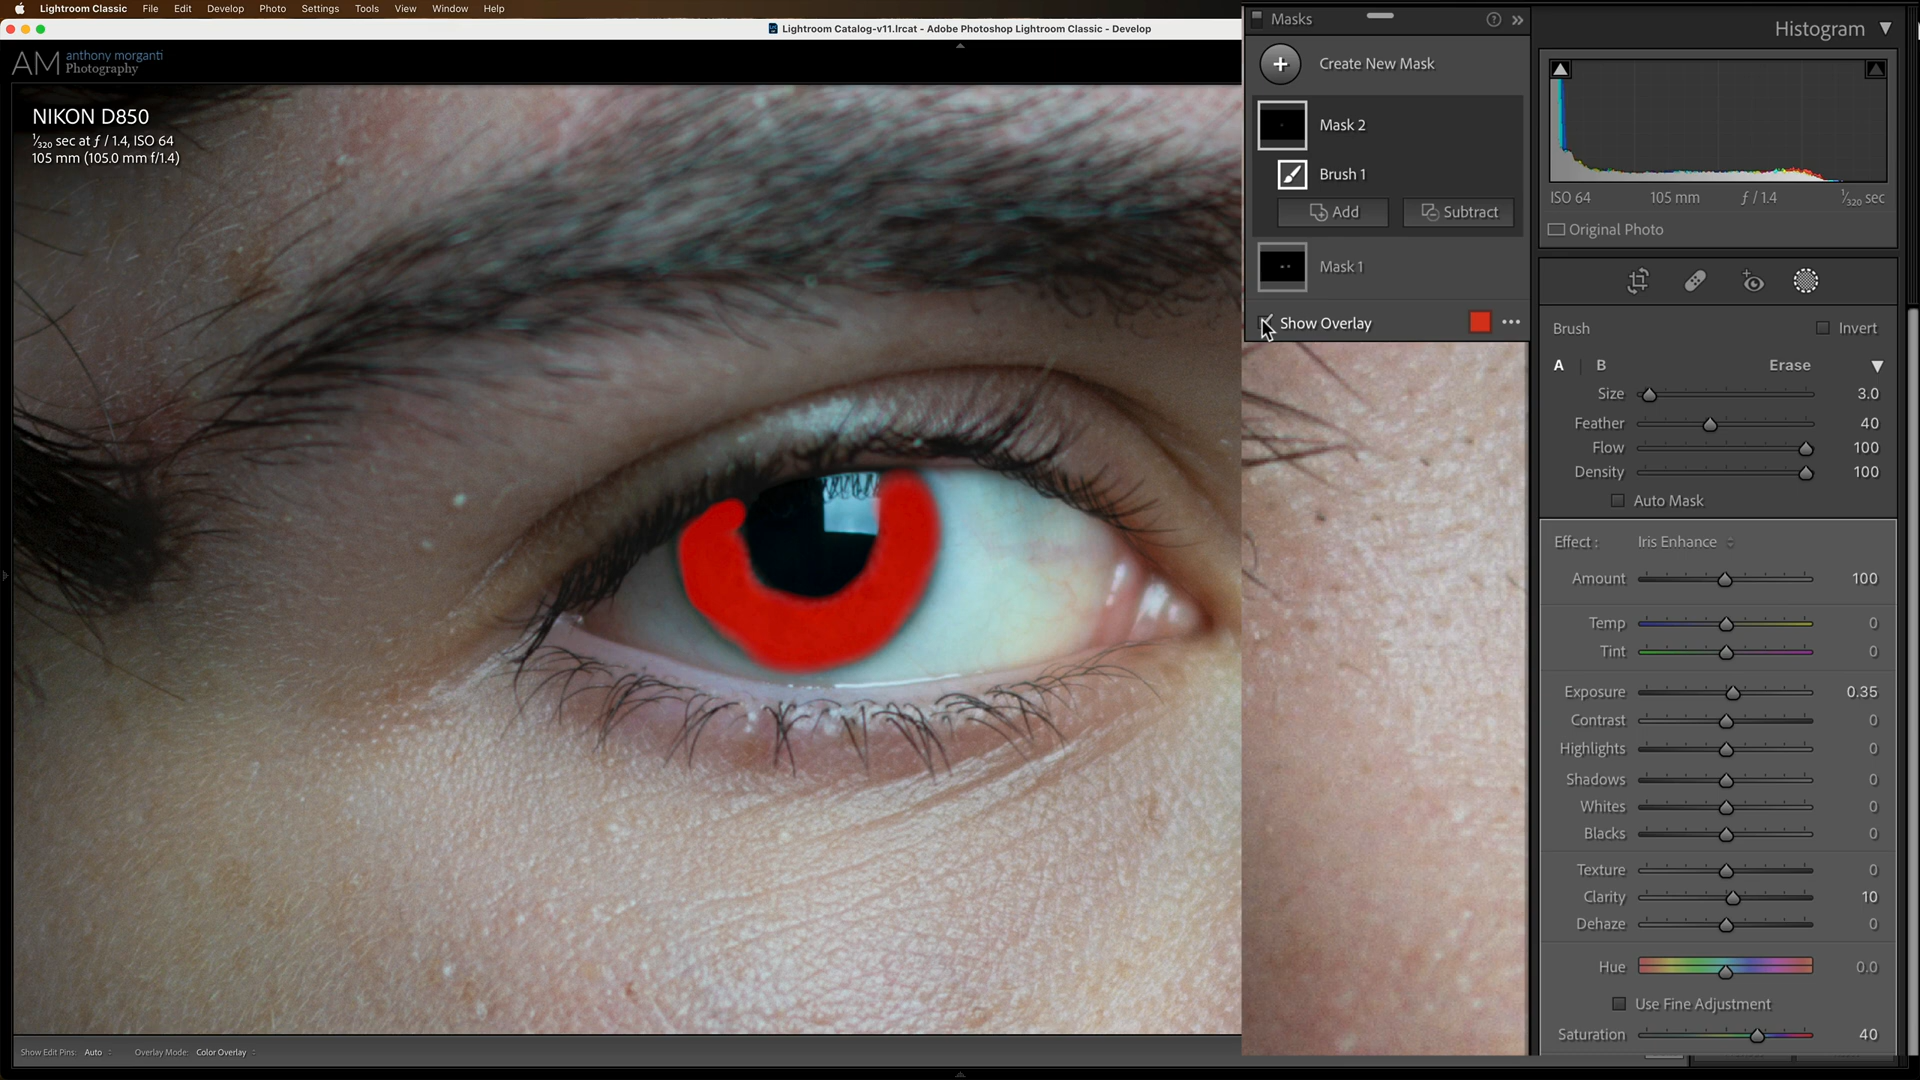 Lightroom Classic File Edit Develop Photo Settings Tools View Window Help
Lightroom Catalog-v11.lrcat - Adobe Photoshop Lightroom Classic - Develop
AM anthony morganti
Photography
NIKON D850
1/320 sec at ƒ / 1.4, ISO 64
105 mm (105.0 mm f/1.4)
Masks
Create New Mask
Mask 2
Brush 1
Add Subtract
Mask 1
Show Overlay
Histogram
ISO 64 105 mm ƒ / 1.4 1/320 sec
Original Photo
Brush Invert
A B Erase
Size 3.0
Feather 40
Flow 100
Density 100
Auto Mask
Effect : Iris Enhance
Amount 100
Temp 0
Tint 0
Exposure 0.35
Contrast 0
Highlights 0
Shadows 0
Whites 0
Blacks 0
Texture 0
Clarity 10
Dehaze 0
Hue 0.0
Use Fine Adjustment
Saturation 40
Show Edit Pins: Auto Overlay Mode: Color Overlay